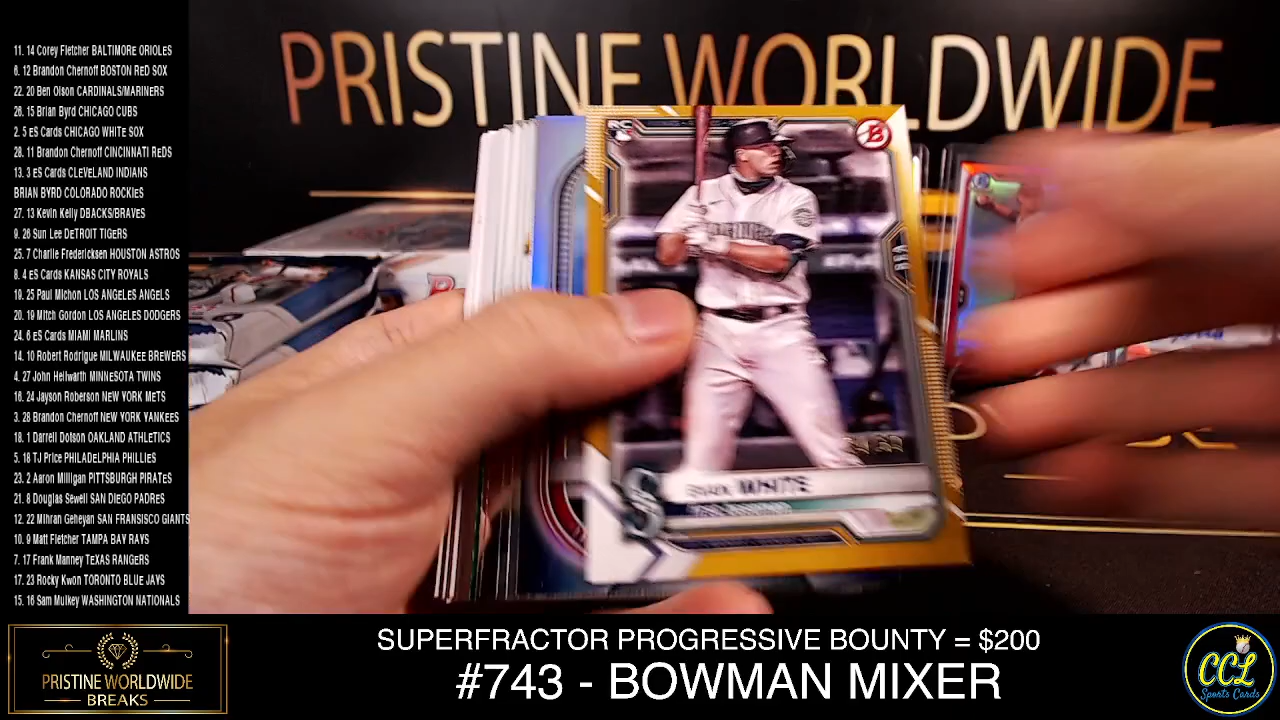 11. 14 Corey Fletcher BALTIMORE ORIOLES
6. 12 Brandon Chernoff BOSTON RED SOX
22. 20 Ben Olson CARDINALS/MARINERS
26. 15 Brian Byrd CHICAGO CUBS
2. 5 eS Cards CHICAGO WHITE SOX
28. 11 Brandon Chernoff CINCINNATI ReDS
13. 3 eS Cards CLeVeLAND INDIANS
BRIAN BYRD COLORADO ROCKIeS
27. 13 Kevin Kelly DBACKS/BRAVeS
9. 26 Sun Lee DETROIT TIGERS
25. 7 Charlie Fredericksen HOUSTON ASTROS
8. 4 eS Cards KANSAS CITY ROYALS
19. 25 Paul Michon LOS ANGeLeS ANGeLS
20. 19 Mitch Gordon LOS ANGELES DODGERS
24. 6 eS Cards MIAMI MARLINS
14. 10 Robert Rodrigue MILWAUKEE BREWeRS
4. 27 John Hellwarth MINNeSOTA TWINS
16. 24 Jayson Roberson NEW YORK METS
3. 28 Brandon Chernoff NEW YORK YANKEES
18. 1 Darrell Dotson OAKLAND ATHLeTICS
5. 18 TJ Price PHILADeLPHIA PHILLIES
23. 2 Aaron Milligan PITTSBURGH PIRATeS
21. 8 Douglas Sewell SAN DIEGO PADRES
12. 22 Mihran Geheyan SAN FRANSISCO GIANTS
10. 9 Matt Fletcher TAMPA BAY RAYS
7. 17 Frank Manney TeXAS RANGERS
17. 23 Rocky Kwon TORONTO BLUE JAYS
15. 16 Sam Mulkey WASHINGTON NATIONALS
PRISTINE WORLDWIDE
RC
B
WHITE
PRISTINE WORLDWIDE
BREAKS
SUPERFRACTOR PROGRESSIVE BOUNTY = $200
#743 - BOWMAN MIXER
CCL
Sports Cards